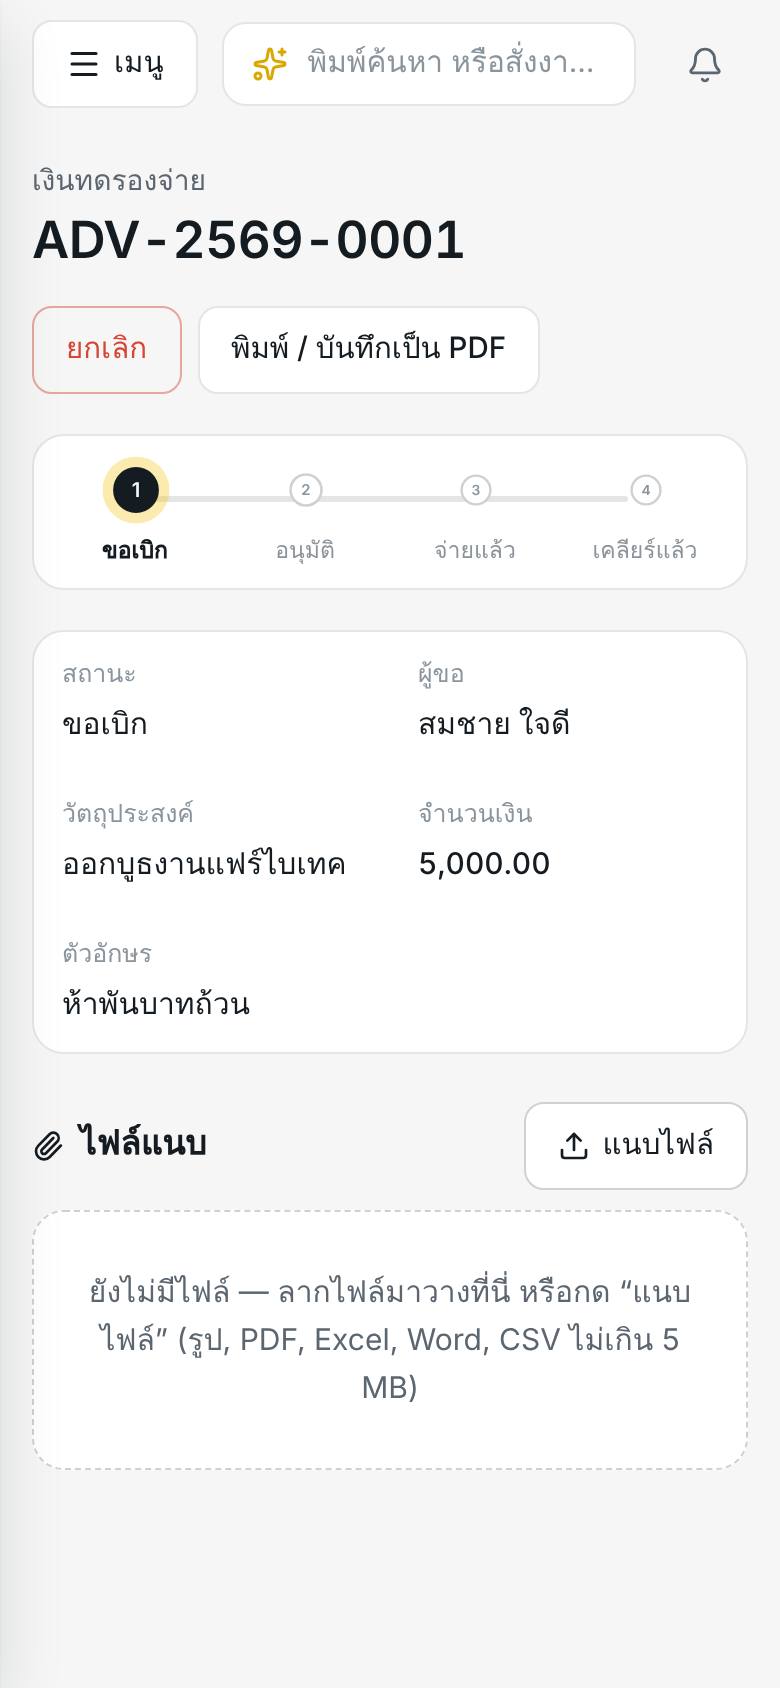 เมนู
พิมพ์ค้นหา หรือสั่งงา...
เงินทดรองจ่าย
ADV-2569-0001
ยกเลิก
พิมพ์ / บันทึกเป็น PDF
1 2 3 4
ขอเบิก อนุมัติ จ่ายแล้ว เคลียร์แล้ว
สถานะ ผู้ขอ
ขอเบิก สมชาย ใจดี
วัตถุประสงค์ จำนวนเงิน
ออกบูธงานแฟร์ไบเทค 5,000.00
ตัวอักษร
ห้าพันบาทถ้วน
ไฟล์แนบ
แนบไฟล์
ยังไม่มีไฟล์ — ลากไฟล์มาวางที่นี่ หรือกด “แนบ
ไฟล์” (รูป, PDF, Excel, Word, CSV ไม่เกิน 5
MB)